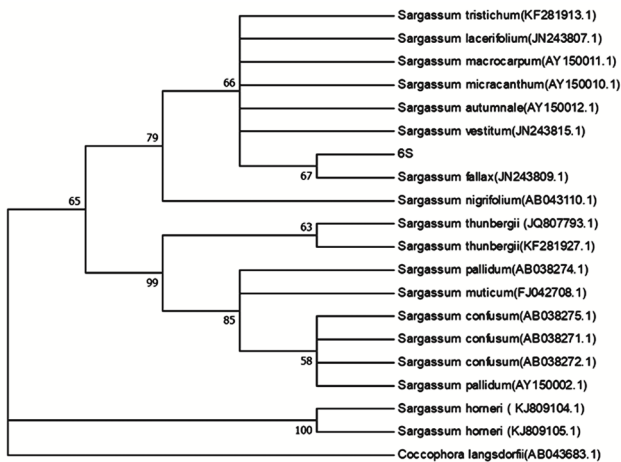 Sargassum tristichum(KF281913.1)
Sargassum lacerifolium(JN243807.1)
Sargassum macrocarpum(AY150011.1)
66
Sargassum micracanthum(AY150010.1)
Sargassum autumnale(AY150012.1)
Sargassum vestitum(JN243815.1)
79
6S
67
Sargassum fallax(JN243809.1)
65
Sargassum nigrifolium(AB043110.1)
63
Sargassum thunbergii (JQ807793.1)
Sargassum thunbergii(KF281927.1)
99
Sargassum pallidum(AB038274.1)
Sargassum muticum(FJ042708.1)
85
Sargassum confusum(AB038275.1)
Sargassum confusum(AB038271.1)
58
Sargassum confusum(AB038272.1)
Sargassum pallidum(AY150002.1)
Sargassum horneri ( KJ809104.1)
100
Sargassum horneri ( KJ809105.1)
Coccophora langsdorfii(AB043683.1)